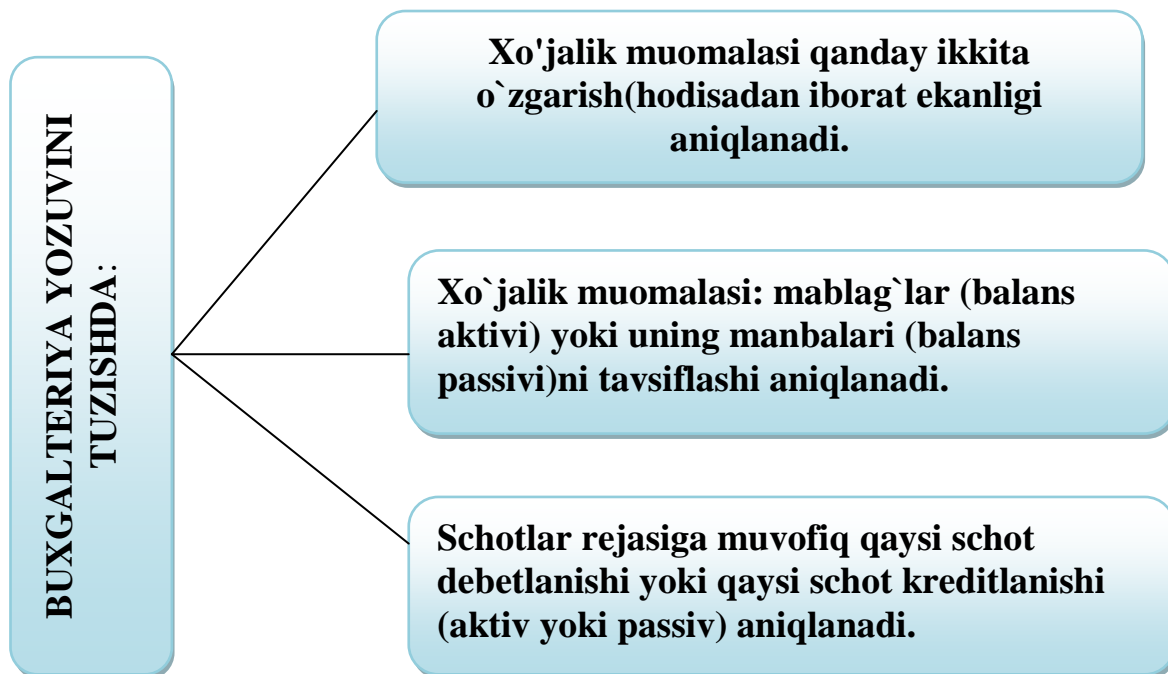 BUXGALTERIYA YOZUVINI
TUZISHDA:
Xo'jalik muomalasi qanday ikkita
o`zgarish(hodisadan iborat ekanligi
aniqlanadi.
Xo`jalik muomalasi: mablag`lar (balans
aktivi) yoki uning manbalari (balans
passivi)ni tavsiflashi aniqlanadi.
Schotlar rejasiga muvofiq qaysi schot
debetlanishi yoki qaysi schot kreditlanishi
(aktiv yoki passiv) aniqlanadi.